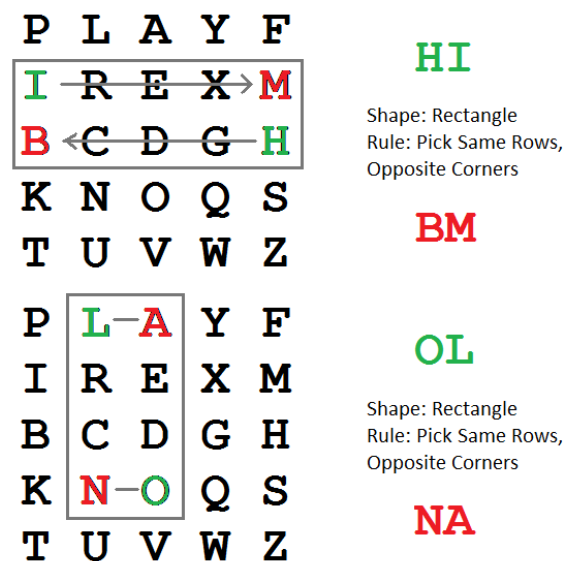 P L A Y F
I R E X M
B C D G H
K N O Q S
T U V W Z
HI
Shape: Rectangle
Rule: Pick Same Rows,
Opposite Corners
BM
P L A Y F
I R E X M
B C D G H
K N O Q S
T U V W Z
OL
Shape: Rectangle
Rule: Pick Same Rows,
Opposite Corners
NA